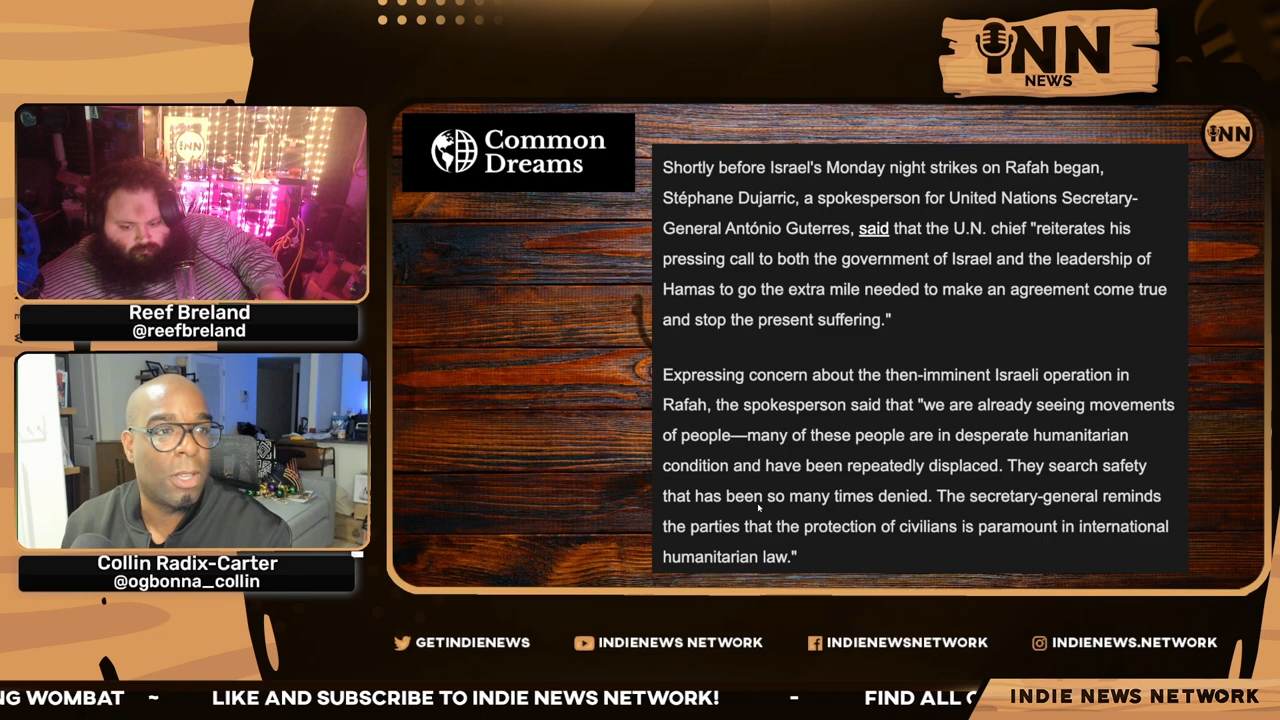 iNN
NEWS
iNN
Common
Dreams
Shortly before Israel's Monday night strikes on Rafah began,
Stéphane Dujarric, a spokesperson for United Nations Secretary-
General António Guterres, said that the U.N. chief "reiterates his
pressing call to both the government of Israel and the leadership of
Hamas to go the extra mile needed to make an agreement come true
and stop the present suffering."
Expressing concern about the then-imminent Israeli operation in
Rafah, the spokesperson said that "we are already seeing movements
of people—many of these people are in desperate humanitarian
condition and have been repeatedly displaced. They search safety
that has been so many times denied. The secretary-general reminds
the parties that the protection of civilians is paramount in international
humanitarian law."
iNN
Reef Breland
@reefbreland
Collin Radix-Carter
@ogbonna_collin
GETINDIENEWS
INDIENEWS NETWORK
INDIENEWSNETWORK
INDIENEWS.NETWORK
NG WOMBAT ~ LIKE AND SUBSCRIBE TO INDIE NEWS NETWORK! - FIND ALL
INDIE NEWS NETWORK